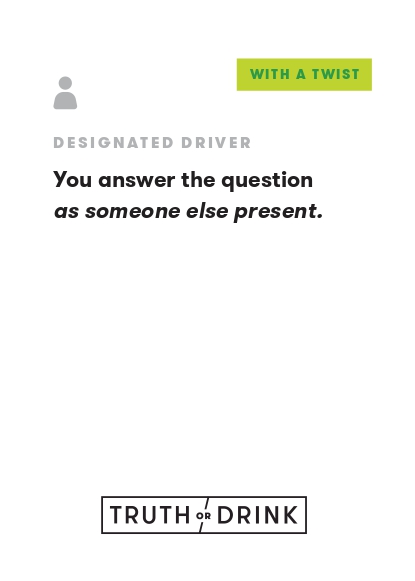 WITH A TWIST
DESIGNATED DRIVER
You answer the question
as someone else present.
TRUTH OR DRINK